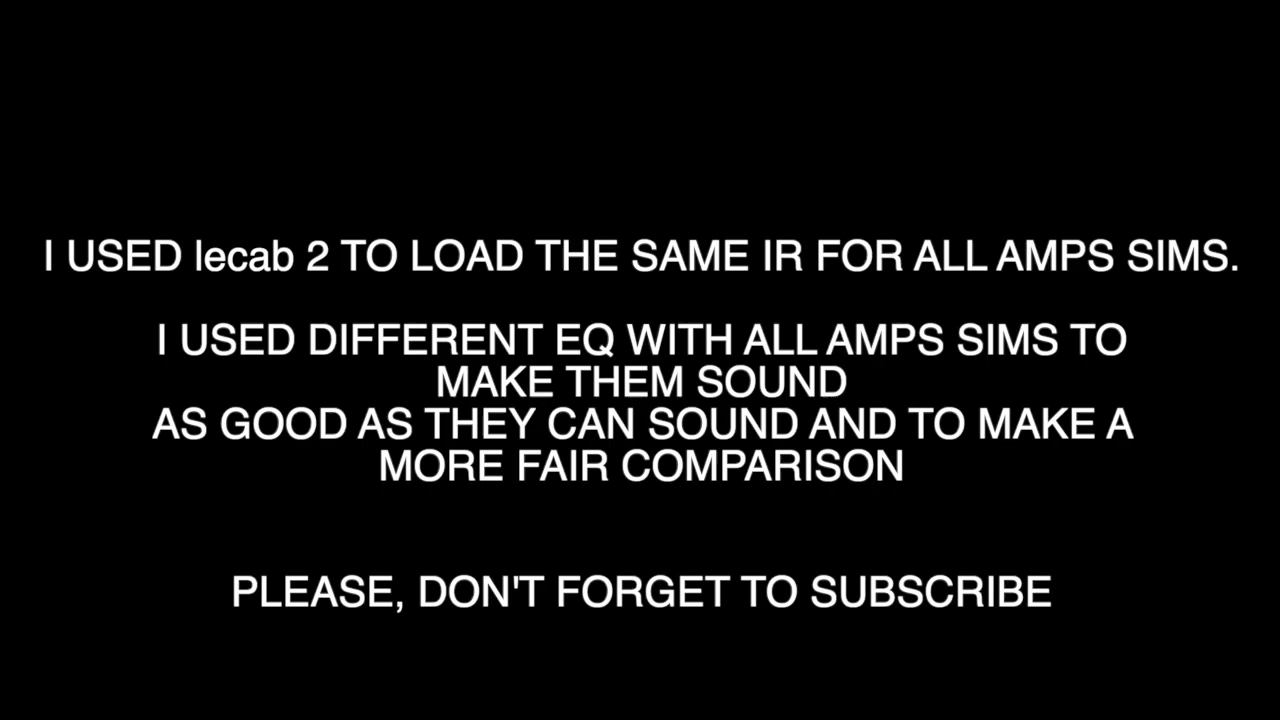 I USED lecab 2 TO LOAD THE SAME IR FOR ALL AMPS SIMS.
I USED DIFFERENT EQ WITH ALL AMPS SIMS TO
MAKE THEM SOUND
AS GOOD AS THEY CAN SOUND AND TO MAKE A
MORE FAIR COMPARISON
PLEASE, DON'T FORGET TO SUBSCRIBE